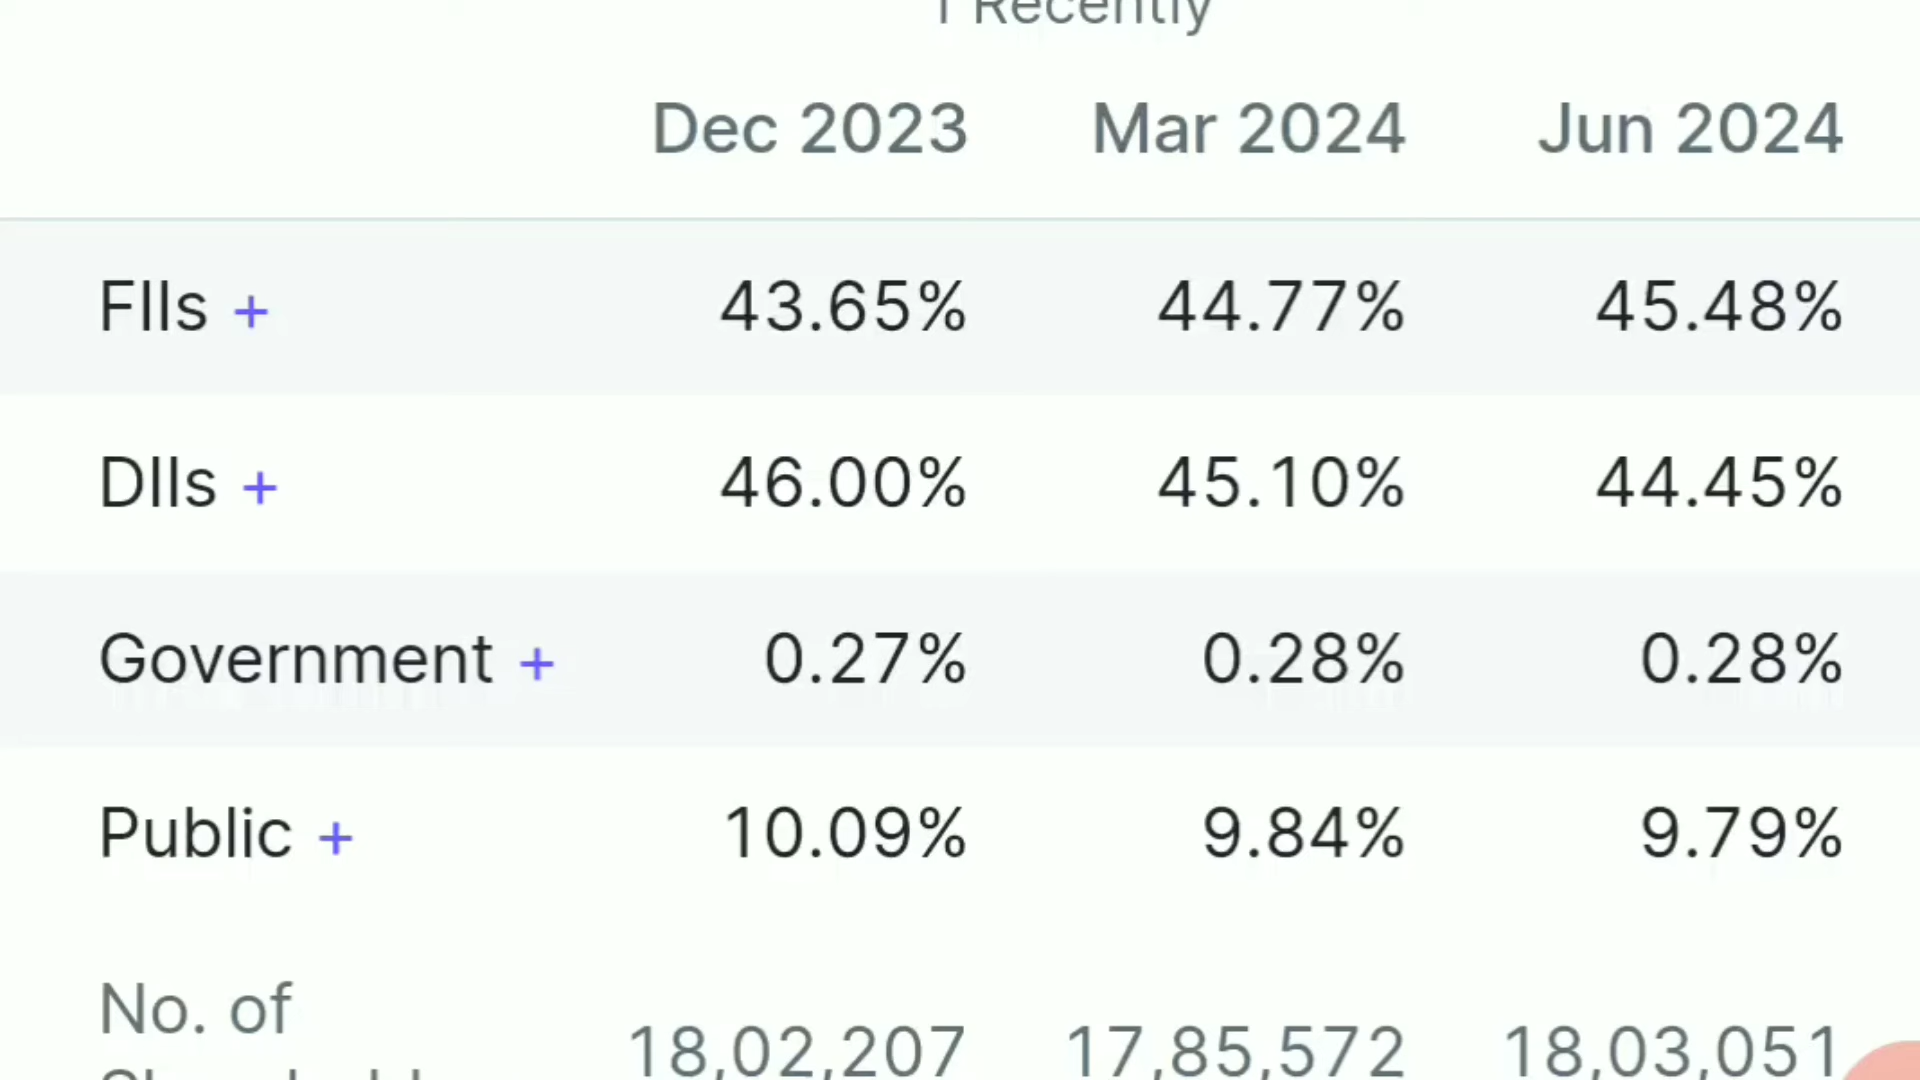 Recently
Dec 2023 Mar 2024 Jun 2024
FIIs + 43.65% 44.77% 45.48%
DIIs + 46.00% 45.10% 44.45%
Government + 0.27% 0.28% 0.28%
Public + 10.09% 9.84% 9.79%
No. of
18,02,207 17,85,572 18,03,051